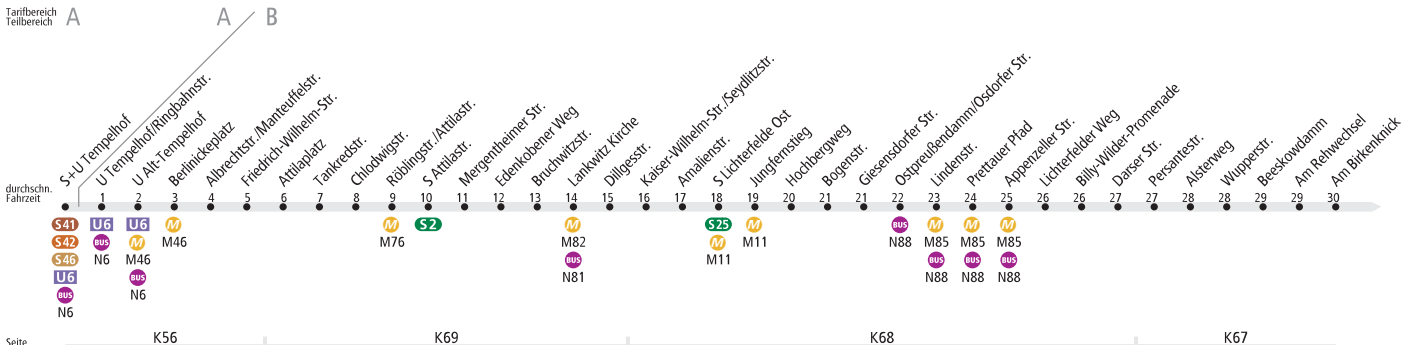 Tarifbereich
Teilbereich
A
A
B
S+U Tempelhof
U Tempelhof/Ringbahnstr.
U Alt-Tempelhof
Berlinickeplatz
Albrechtstr./Manteuffelstr.
Friedrich-Wilhelm-Str.
Attilaplatz
Tankredstr.
Chlodwigstr.
Röblingstr./Attilastr.
S Attilastr.
Mergentheimer Str.
Edenkobener Weg
Bruchwitzstr.
Lankwitz Kirche
Dillgesstr.
Kaiser-Wilhelm-Str./Seydlitzstr.
Amalienstr.
S Lichterfelde Ost
Jungfernstieg
Hochbergweg
Bogenstr.
Giesensdorfer Str.
Ostpreußendamm/Osdorfer Str.
Lindenstr.
Prettauer Pfad
Appenzeller Str.
Lichterfelder Weg
Billy-Wilder-Promenade
Darser Str.
Persantestr.
Alsterweg
Wupperstr.
Beeskowdamm
Am Rehwechsel
Am Birkenknick
durchschn.
Fahrzeit
1 2 3 4 5 6 7 8 9 10 11 12 13 14 15 16 17 18 19 20 21 21 22 23 24 25 26 26 27 27 28 28 29 29 30
S41 U6 U6 M M S2 M S25 M BUS M M M
S42 BUS M M46 M76 M82 M M11 N88 M85 M85 M85
S46 N6 M46 BUS M11 BUS BUS BUS
U6 BUS N81 N88 N88 N88
BUS N6
N6
Seite
K56 K69 K68 K67